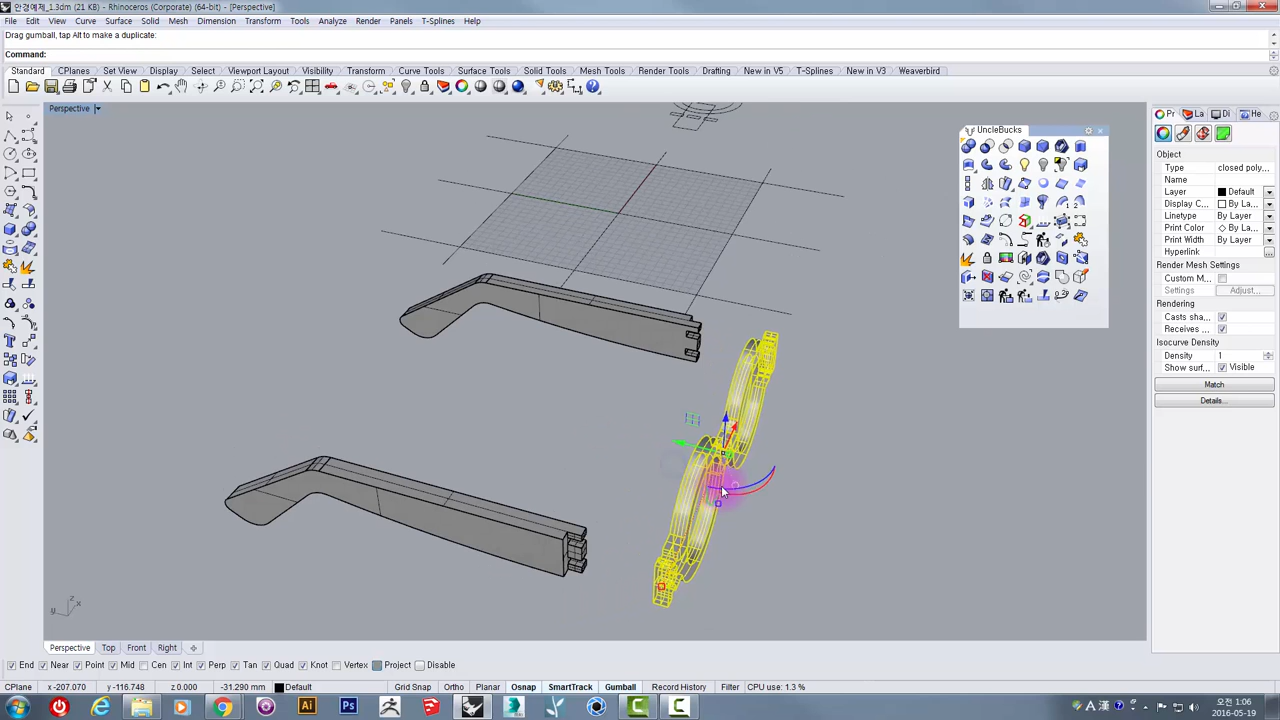 안경예제_1.3dm (21 KB) - Rhinoceros (Corporate) (64-bit) - [Perspective]
File Edit View Curve Surface Solid Mesh Dimension Transform Tools Analyze Render Panels T-Splines Help
Drag gumball, tap Alt to make a duplicate:
Command:
Standard CPlanes Set View Display Select Viewport Layout Visibility Transform Curve Tools Surface Tools Solid Tools Mesh Tools Render Tools Drafting New in V5 T-Splines New in V3 Weaverbird
Perspective
UncleBucks
Pr La Di He
Object
Type closed poly...
Name
Layer Default
Display C... By La...
Linetype By Layer
Print Color By La...
Print Width By Layer
Hyperlink
Render Mesh Settings
Custom M...
Settings Adjust...
Rendering
Casts sha...
Receives ...
Isocurve Density
Density 1
Show surf... Visible
Match
Details...
z
y x
Perspective Top Front Right
End Near Point Mid Cen Int Perp Tan Quad Knot Vertex Project Disable
CPlane x -207.070 y -116.748 z 0.000 -31.290 mm Default Grid Snap Ortho Planar Osnap SmartTrack Gumball Record History Filter CPU use: 1.3 %
Ai Ps A 漢 오전 1:06
2016-05-19